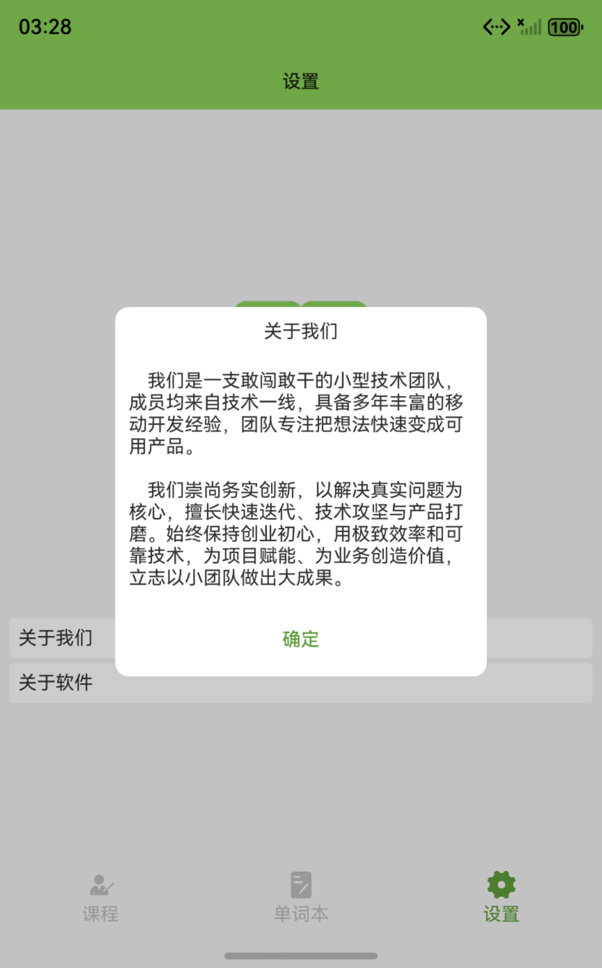 03:28
100
设置
关于我们
我们是一支敢闯敢干的小型技术团队，
成员均来自技术一线，具备多年丰富的移
动开发经验，团队专注把想法快速变成可
用产品。
我们崇尚务实创新，以解决真实问题为
核心，擅长快速迭代、技术攻坚与产品打
磨。始终保持创业初心，用极致效率和可
靠技术，为项目赋能、为业务创造价值，
立志以小团队做出大成果。
确定
关于我们
关于软件
课程
单词本
设置